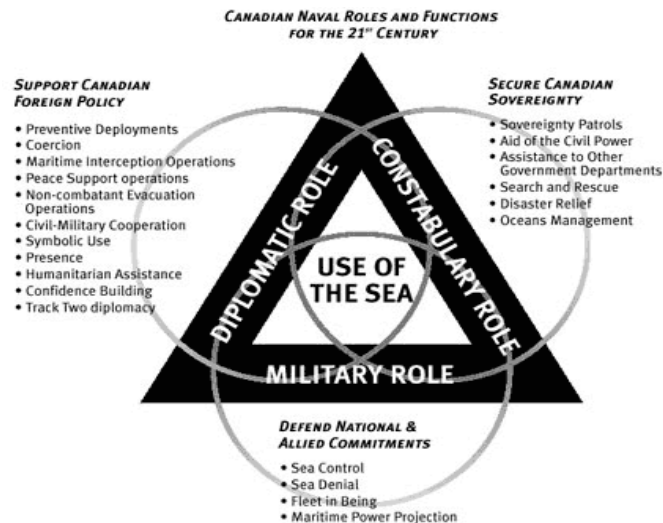 CANADIAN NAVAL ROLES AND FUNCTIONS
FOR THE 21ST CENTURY
SUPPORT CANADIAN
FOREIGN POLICY
• Preventive Deployments
• Coercion
• Maritime Interception Operations
• Peace Support operations
• Non-combatant Evacuation
Operations
• Civil-Military Cooperation
• Symbolic Use
• Presence
• Humanitarian Assistance
• Confidence Building
• Track Two diplomacy
SECURE CANADIAN
SOVEREIGNTY
• Sovereignty Patrols
• Aid of the Civil Power
• Assistance to Other
Government Departments
• Search and Rescue
• Disaster Relief
• Oceans Management
DIPLOMATIC ROLE
CONSTABULARY ROLE
USE OF
THE SEA
MILITARY ROLE
DEFEND NATIONAL &
ALLIED COMMITMENTS
• Sea Control
• Sea Denial
• Fleet in Being
• Maritime Power Projection